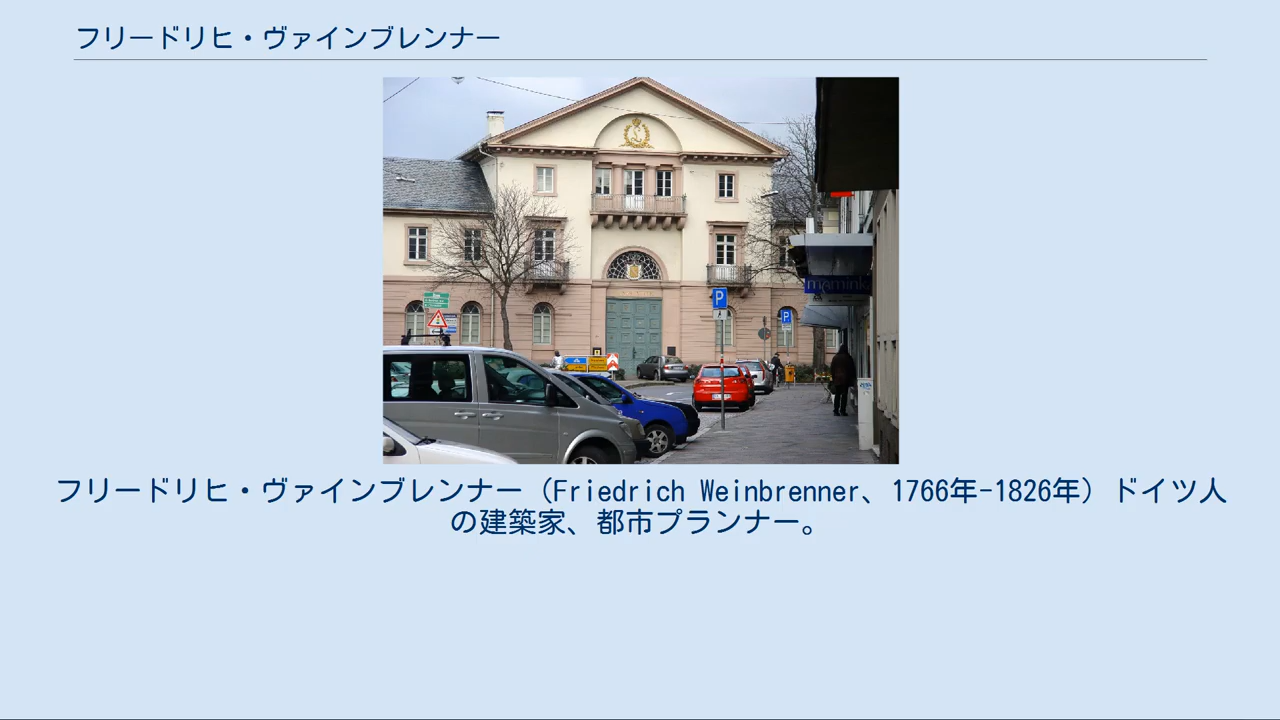 フリードリヒ・ヴァインブレンナー
P
P
フリードリヒ・ヴァインブレンナー（Friedrich Weinbrenner、1766年-1826年）ドイツ人
の建築家、都市プランナー。